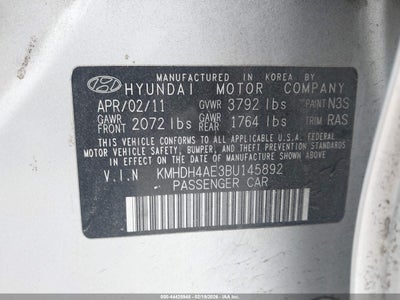 MANUFACTURED IN KOREA BY
HYUNDAI MOTOR COMPANY
APR/02/11 GVWR 3792 lbs PAINT N3S
GAWR FRONT 2072 lbs GAWR REAR 1764 lbs TRIM RAS
THIS VEHICLE CONFORMS TO ALL APPLICABLE U.S.A. FEDERAL
MOTOR VEHICLE SAFETY, BUMPER, AND THEFT PREVENTION
STANDARDS IN EFFECT ON THE DATE OF MANUFACTURE SHOWN ABOVE.
V.I.N KMHDH4AE3BU145892
PASSENGER CAR